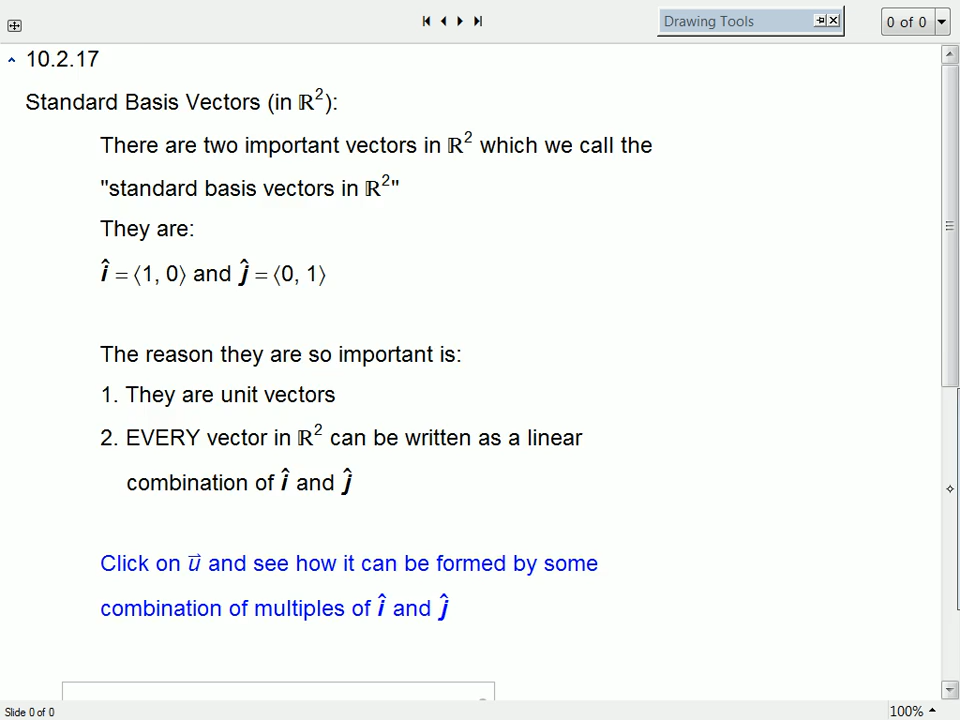 Drawing Tools
0 of 0
10.2.17
Standard Basis Vectors (in ℝ²):
There are two important vectors in ℝ² which we call the
"standard basis vectors in ℝ²"
They are:
î = ⟨1, 0⟩ and ĵ = ⟨0, 1⟩
The reason they are so important is:
1. They are unit vectors
2. EVERY vector in ℝ² can be written as a linear
combination of î and ĵ
Click on u⃗ and see how it can be formed by some
combination of multiples of î and ĵ
Slide 0 of 0
100%